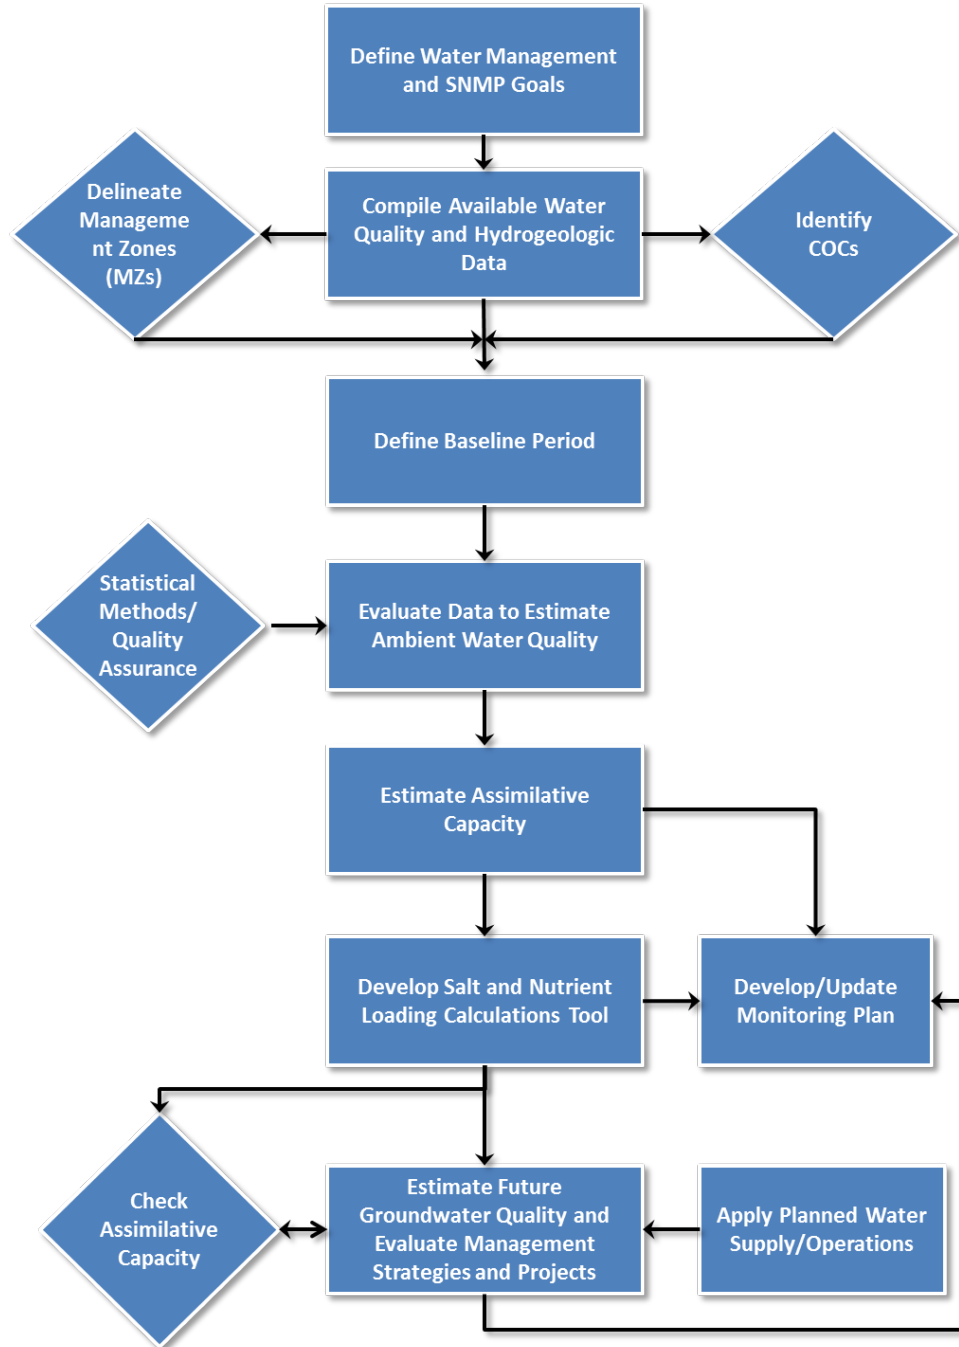 Define Water Management
and SNMP Goals
Delineate
Manageme
nt Zones
(MZs)
Compile Available Water
Quality and Hydrogeologic
Data
Identify
COCs
Define Baseline Period
Statistical
Methods/
Quality
Assurance
Evaluate Data to Estimate
Ambient Water Quality
Estimate Assimilative
Capacity
Develop Salt and Nutrient
Loading Calculations Tool
Develop/Update
Monitoring Plan
Check
Assimilative
Capacity
Estimate Future
Groundwater Quality and
Evaluate Management
Strategies and Projects
Apply Planned Water
Supply/Operations